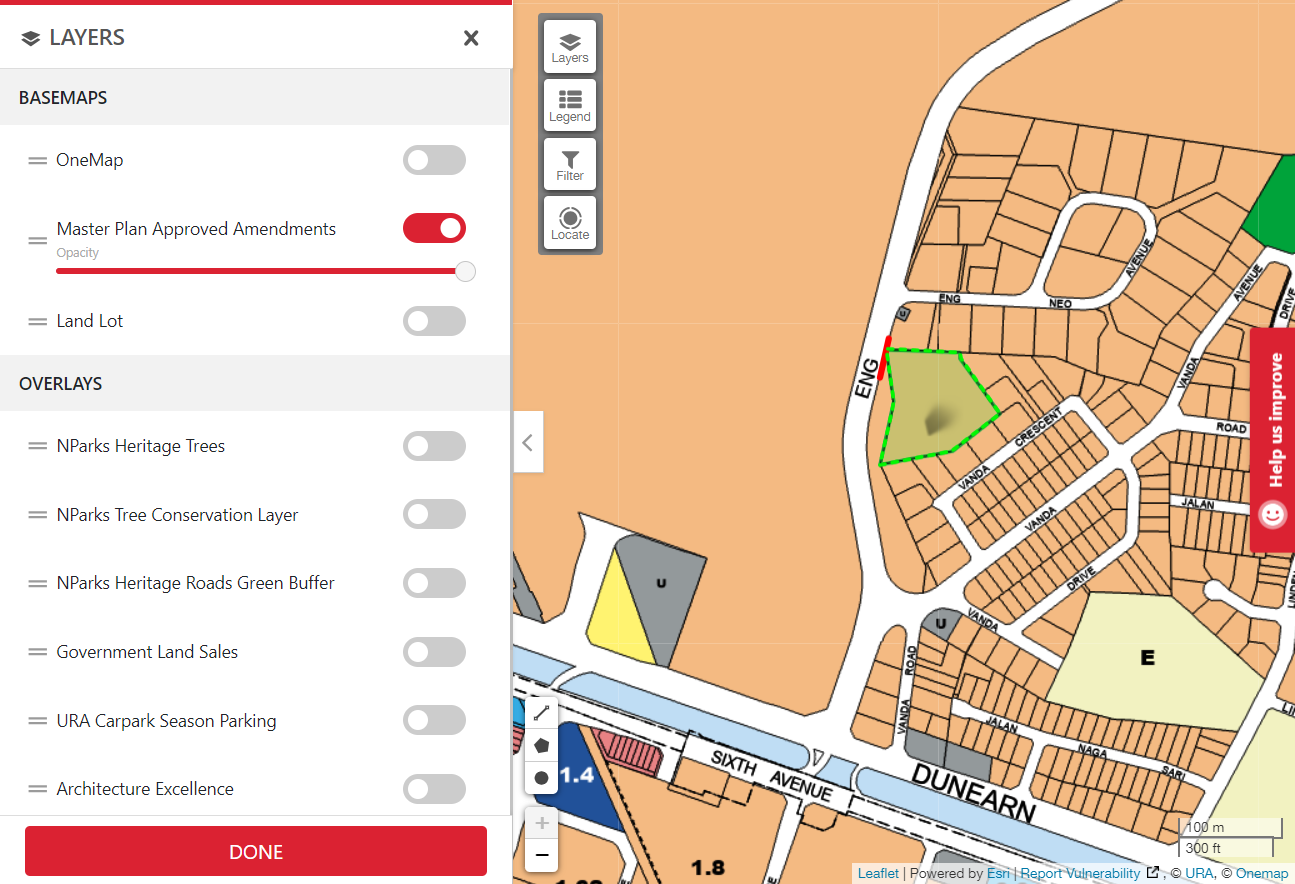 LAYERS
BASEMAPS
OneMap
Master Plan Approved Amendments
Opacity
Land Lot
OVERLAYS
NParks Heritage Trees
NParks Tree Conservation Layer
NParks Heritage Roads Green Buffer
Government Land Sales
URA Carpark Season Parking
Architecture Excellence
DONE
Layers
Legend
Filter
Locate
ENG NEO
AVENUE
U
ENG
AVENUE
DRIVE
VANDA
ROAD
VANDA CRESCENT
JALAN
VANDA
DRIVE
VANDA
U
U
E
ROAD
VANDA
JALAN NAGA SARI
SIXTH AVENUE
DUNEARN
1.4
1.8
Help us improve
100 m
300 ft
Leaflet | Powered by Esri | Report Vulnerability , © URA, © Onemap